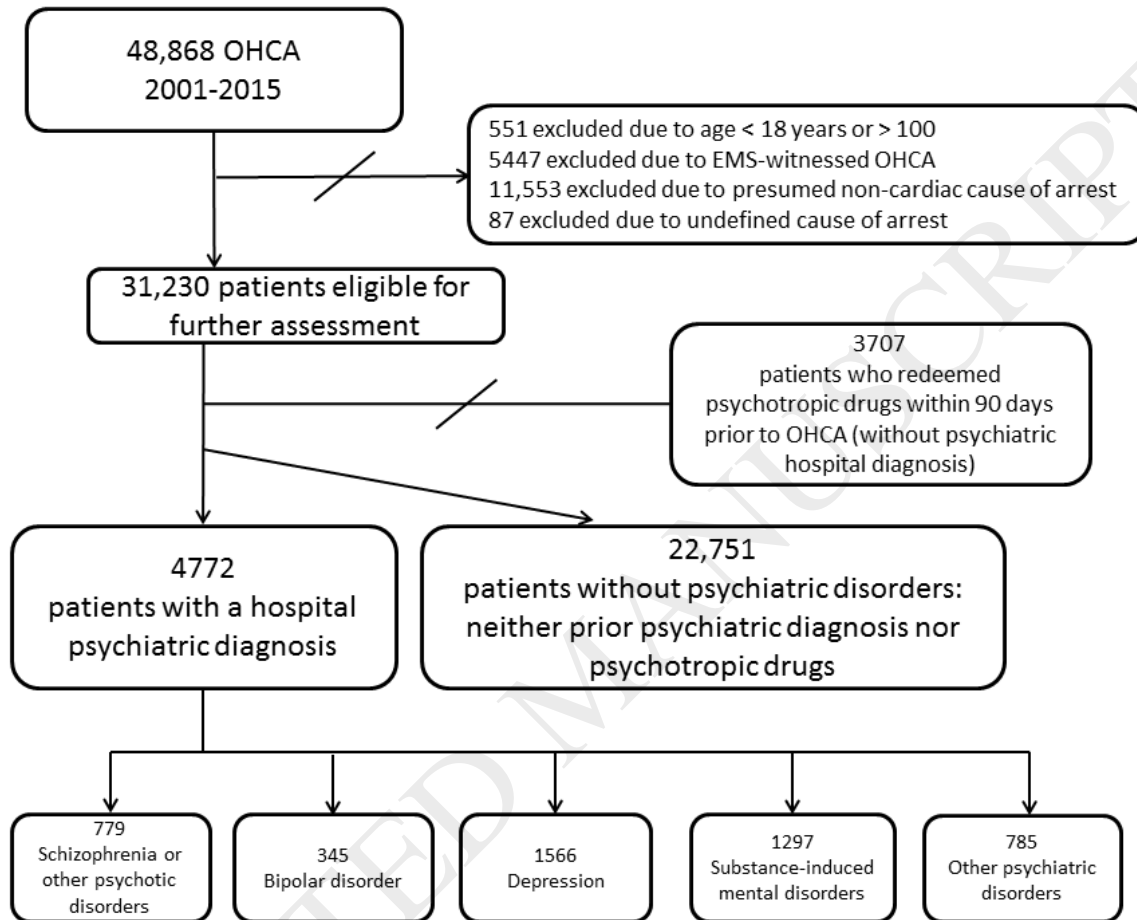 48,868 OHCA
2001-2015
551 excluded due to age < 18 years or > 100
5447 excluded due to EMS-witnessed OHCA
11,553 excluded due to presumed non-cardiac cause of arrest
87 excluded due to undefined cause of arrest
31,230 patients eligible for
further assessment
3707
patients who redeemed
psychotropic drugs within 90 days
prior to OHCA (without psychiatric
hospital diagnosis)
4772
patients with a hospital
psychiatric diagnosis
22,751
patients without psychiatric disorders:
neither prior psychiatric diagnosis nor
psychotropic drugs
779
Schizophrenia or
other psychotic
disorders
345
Bipolar disorder
1566
Depression
1297
Substance-induced
mental disorders
785
Other psychiatric
disorders
TED MANUSCRIPT